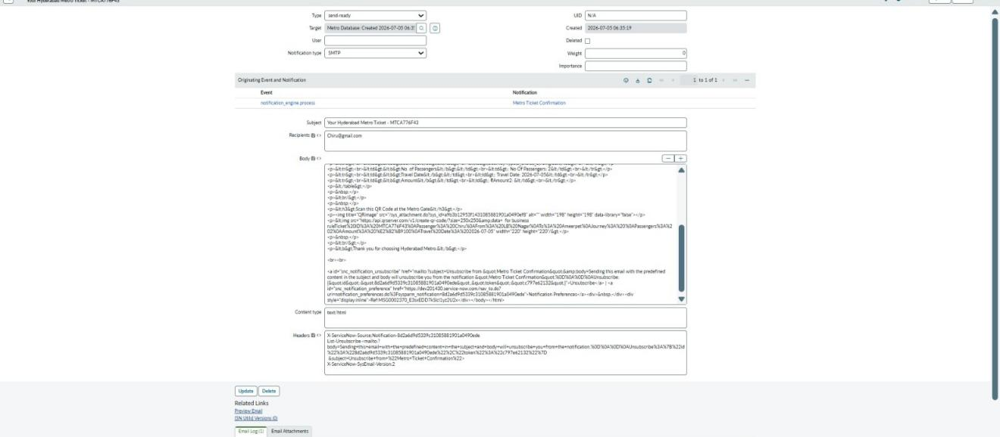 Your Hyderabad Metro Ticket - MTCA776F43
Type send-ready
UID N/A
Target Metro Database: Created 2026-07-05 06:3
Created 2026-07-05 06:35:19
User
Deleted
Notification type SMTP
Weight 0
Importance
Originating Event and Notification
1 to 1 of 1
Event Notification
notification_engine.process Metro Ticket Confirmation
Subject Your Hyderabad Metro Ticket - MTCA776F43
Recipients Chiru@gmail.com
Body
<p>&lt;tr&gt;<br>&lt;td&gt;&lt;b&gt;No of Passengers&lt;/b&gt;&lt;/td&gt;<br>&lt;td&gt;: No Of Passengers: 2&lt;/td&gt;<br>&lt;/tr&gt;</p>
<p>&lt;tr&gt;<br>&lt;td&gt;&lt;b&gt;Travel Date&lt;/b&gt;&lt;/td&gt;<br>&lt;td&gt;: Travel Date: 2026-07-05&lt;/td&gt;<br>&lt;/tr&gt;</p>
<p>&lt;tr&gt;<br>&lt;td&gt;&lt;b&gt;Amount&lt;/b&gt;&lt;/td&gt;<br>&lt;td&gt;: ₹Amount2: &lt;/td&gt;<br>&lt;/tr&gt;</p>
<p>&lt;/table&gt;</p>
<p>&nbsp;</p>
<p>&lt;br/&gt;</p>
<p>&nbsp;</p>
<p>&lt;h3&gt;Scan this QR Code at the Metro Gate&lt;/h3&gt;</p>
<p><img title="QRimage" src="/sys_attachment.do?sys_id=a9b3b12953f14310858819 01a0490ef8" alt="" width="198" height="198" data-library="false"></p>
<p>&lt;img src="https://api.qrserver.com/v1/create-qr-code/?size=250x250&amp;data= for business
ruleTicket%20ID%3A%20MTCA776F43%0APassenger%3A%20Chiru%0AFrom%3A%20LB%20Nagar%0ATo%3A%20Ameerpet%0AJourney%3A%20%0APassengers%3A%2
02%0AAmount%3A%20%E2%82%B9100%0ATravel%20Date%3A%202026-07-05" width="220" height="220"/&gt;</p>
<p>&nbsp;</p>
<p>&lt;br/&gt;</p>
<p>&lt;b&gt;Thank you for choosing Hyderabad Metro.&lt;/b&gt;</p>
<br><br>
<a id="snc_notification_unsubscribe" href="mailto:?subject=Unsubscribe from &quot;Metro Ticket Confirmation&quot;&amp;body=Sending this email with the predefined
content in the subject and body will unsubscribe you from the notification &quot;Metro Ticket Confirmation&quot;%0D%0A%0D%0AUnsubscribe:
{&quot;id&quot;:&quot;8d2a6d9d5339c31085881901a0490ede&quot;,&quot;token&quot;:&quot;c797e62132&quot;}">Unsubscribe</a> | <a
id="snc_notification_preference" href="https://dev201430.service-now.com/nav_to.do?
uri=notification_preferences.do%3Fsysparm_notification=8d2a6d9d5339c31085881901a0490ede">Notification Preferences</a><div>&nbsp;</div><div
Content type text/html
Headers
X-ServiceNow-Source:Notification-8d2a6d9d5339c31085881901a0490ede
List-Unsubscribe:<mailto:?
body=Sending+this+email+with+the+predefined+content+in+the+subject+and+body+will+unsubscribe+you+from+the+notification:%0D%0A%0D%0AUnsubscribe%3A%7B%22id
%22%3A%228d2a6d9d5339c31085881901a0490ede%22%2C%22token%22%3A%22c797e62132%22%7D
&subject=Unsubscribe+from+%22Metro+Ticket+Confirmation%22>
X-ServiceNow-SysEmail-Version:2
Update Delete
Related Links
Preview Email
Email Log (1) Email Attachments